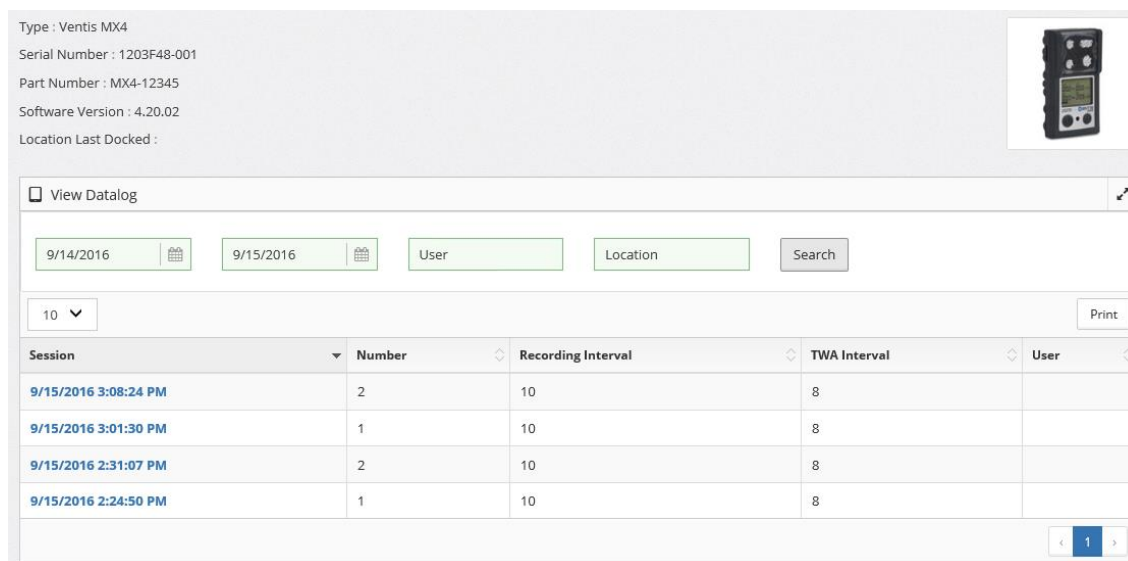 Type : Ventis MX4
Serial Number : 1203F48-001
Part Number : MX4-12345
Software Version : 4.20.02
Location Last Docked :
View Datalog
9/14/2016 9/15/2016 User Location Search
10 Print
Session Number Recording Interval TWA Interval User
9/15/2016 3:08:24 PM 2 10 8
9/15/2016 3:01:30 PM 1 10 8
9/15/2016 2:31:07 PM 2 10 8
9/15/2016 2:24:50 PM 1 10 8
‹ 1 ›